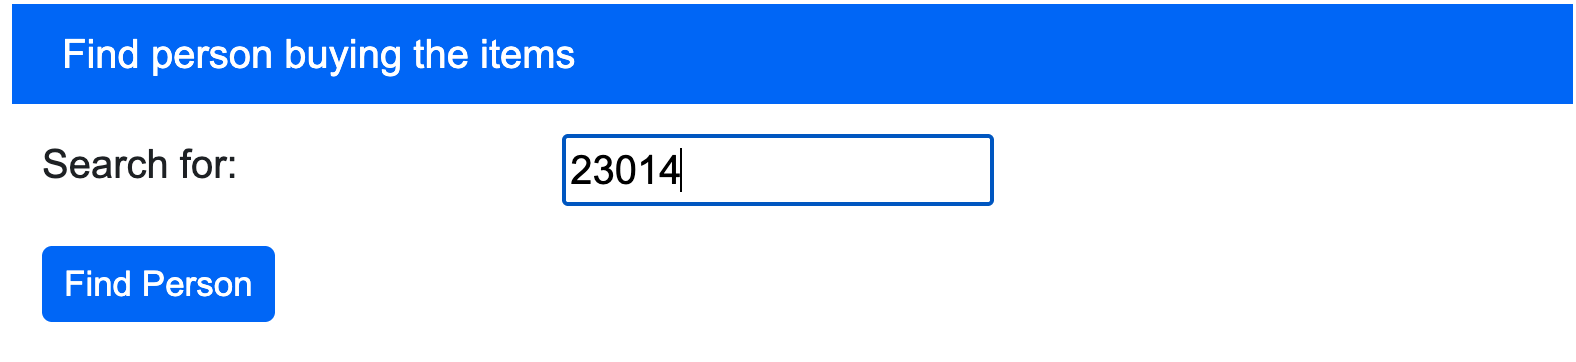 Find person buying the items
Search for:
23014
Find Person